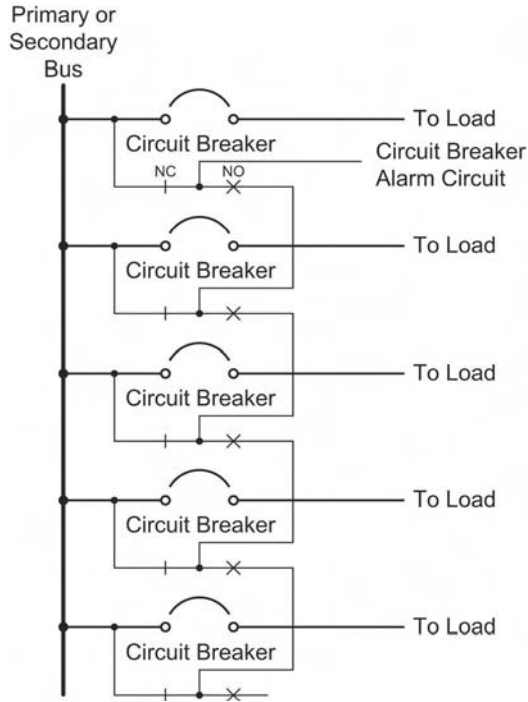 Primary or
Secondary
Bus
To Load
Circuit Breaker
Circuit Breaker
Alarm Circuit
NC
NO
To Load
Circuit Breaker
To Load
Circuit Breaker
To Load
Circuit Breaker
To Load
Circuit Breaker